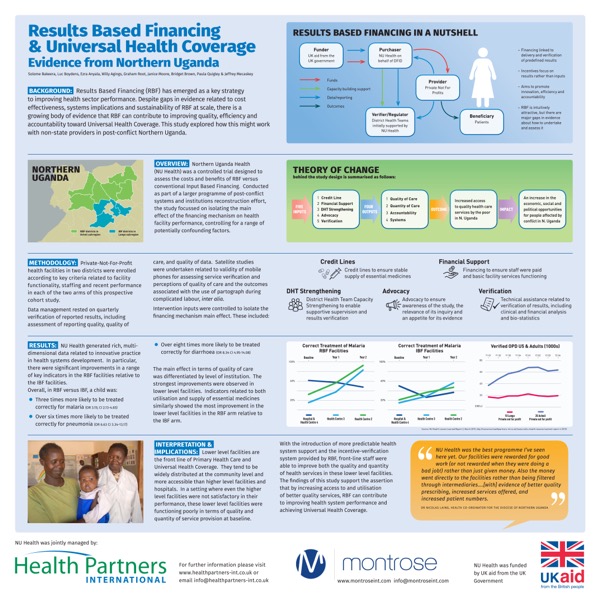 Results Based Financing
& Universal Health Coverage
Evidence from Northern Uganda
BACKGROUND: Results Based Financing (RBF) has emerged as a key strategy
to improving health sector performance. Despite gaps in evidence related to cost
effectiveness, systems implications and sustainability of RBF at scale, there is a
growing body of evidence that RBF can contribute to improving quality, efficiency and
accountability toward Universal Health Coverage. This study explored how this might work
with non-state providers in post-conflict Northern Uganda.
RESULTS BASED FINANCING IN A NUTSHELL
Funder
UK aid from the
UK government
Purchaser
NU Health on
behalf of DFID
Provider
Private Not For
Profits
Verifier/Regulator
District Health Teams
initially supported by
NU Health
Beneficiary
Patients
Funds
Capacity building support
Data/reporting
Outcomes
Financing linked to
delivery and verification
of predefined results
Incentives focus on
results rather than inputs
Aims to promote
innovation, efficiency and
accountability
RBF is intuitively
attractive, but there are
major gaps in evidence
about how to undertake
and assess it
NORTHERN
UGANDA
OVERVIEW: Northern Uganda Health
(NU Health) was a controlled trial designed to
assess the costs and benefits of RBF versus
conventional Input Based Financing. Conducted
as part of a larger programme of post-conflict
systems and institutions reconstruction effort,
the study focussed on isolating the main
effect of the financing mechanism on health
facility performance, controlling for a range of
potentially confounding factors.
THEORY OF CHANGE
behind the study design is summarised as follows:
1 Credit Line
2 Financial Support
3 DHT Strengthening
4 Advocacy
5 Verification
1 Quality of Care
2 Quantity of Care
3 Accountability
4 Systems
Increased access
to quality health care
services by the poor
in N. Uganda
IMPACT
An increase in the
economic, social and
political opportunities
for people affected by
conflict in N. Uganda
METHODOLOGY: Private-Not-For-Profit
health facilities in two districts were enrolled
according to key criteria related to facility
functionality, staffing and recent performance
in each of the two arms of this prospective
cohort study.
Data management rested on quarterly
verification of reported results, including
assessment of reporting quality, quality of
care, and quality of data. Satellite studies
were undertaken related to validity of mobile
phones for assessing service verification and
perceptions of quality of care and the outcomes
associated with the use of partograph during
complicated labour, inter alia.
Intervention inputs were controlled to isolate the
financing mechanism main effect. These included:
Credit Lines
Credit lines to ensure stable
supply of essential medicines
Financial Support
Financing to ensure staff were paid
and basic facility services functioning
DHT Strengthening
District Health Team Capacity
Strengthening to enable
supportive supervision and
results verification
Advocacy
Advocacy to ensure
awareness of the study, the
relevance of its inquiry and
an appetite for its evidence
Verification
Technical assistance related to
verification of results, including
clinical and financial analysis
and bio-statistics
RESULTS: NU Health generated rich, multi-
dimensional data related to innovative practice
in health systems development. In particular,
there were significant improvements in a range
of key indicators in the RBF facilities relative to
the IBF facilities.
Overall, in RBF versus IBF, a child was:
• Three times more likely to be treated
correctly for malaria
• Over six times more likely to be treated
correctly for pneumonia
• Over eight times more likely to be treated
correctly for diarrhoea
The main effect in terms of quality of care
was differentiated by level of institution. The
strongest improvements were observed in
lower level facilities. Indicators related to both
utilisation and supply of essential medicines
similarly showed the most improvement in the
lower level facilities in the RBF arm relative to
the IBF arm.
Correct Treatment of Malaria
RBF Facilities
Correct Treatment of Malaria
IBF Facilities
Verified OPD U5 & Adults (1000s)
INTERPRETATION &
IMPLICATIONS: Lower level facilities are
the front line of Primary Health Care and
Universal Health Coverage. They tend to be
widely distributed at the community level and
more accessible than higher level facilities and
hospitals. In a setting where even the higher
level facilities were not satisfactory in their
performance, these lower level facilities were
functioning poorly in terms of quality and
quantity of service provision at baseline.
With the introduction of more predictable health
system support and the incentive-verification
system provided by RBF, front-line staff were
able to improve both the quality and quantity
of health services in these lower level facilities.
The findings of this study support the assertion
that by increasing access to and utilisation
of better quality services, RBF can contribute
to improving health system performance and
achieving Universal Health Coverage.
NU Health was the best programme I've seen
here yet. Our facilities were rewarded for good
work (or not rewarded when they were doing a
bad job!) rather than just given money. Also the money
went directly to the facilities rather than being filtered
through intermediaries....[with] evidence of better quality
prescribing, increased services offered, and
increased patient numbers.
NU Health was jointly managed by:
Health Partners
INTERNATIONAL
For further information please visit
www.healthpartners-int.co.uk or
email info@healthpartners-int.co.uk
M
montrose
www.montroseint.com info@montroseint.com
NU Health was funded
by UK aid from the UK
Government
UKaid
from the British people